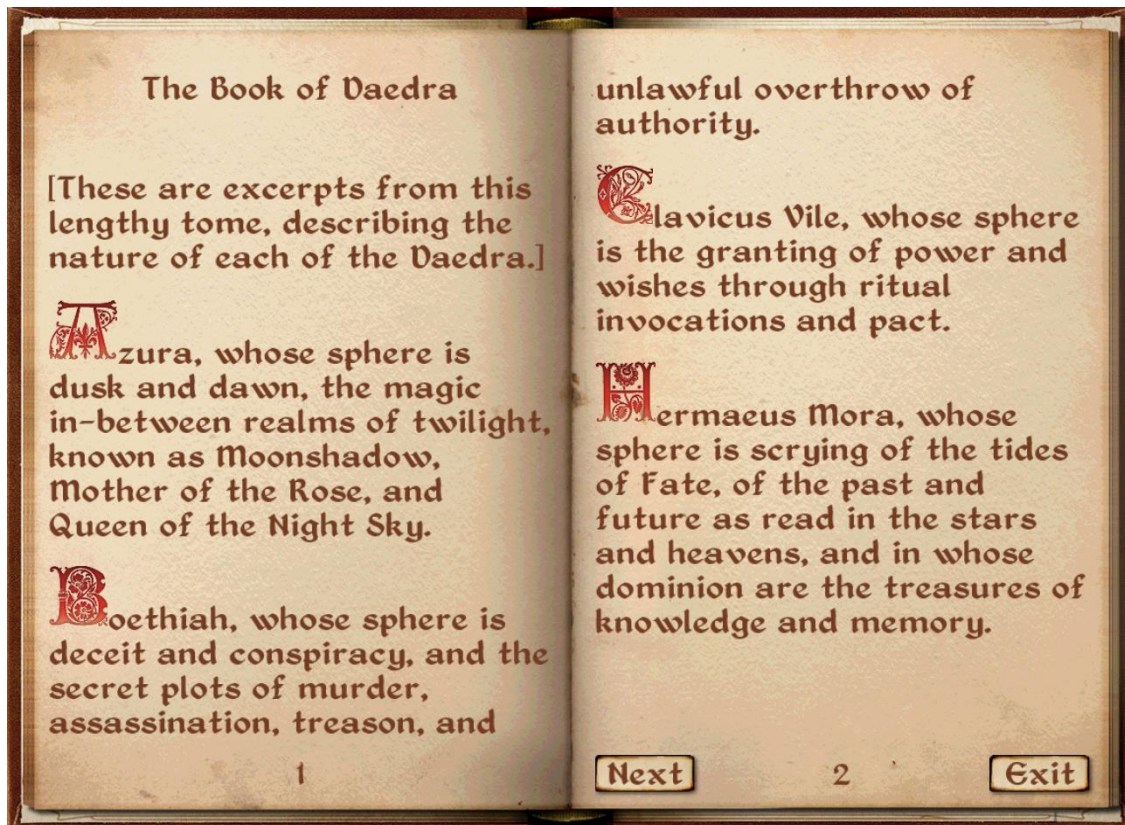 The Book of Daedra
[These are excerpts from this
lengthy tome, describing the
nature of each of the Daedra.]
Azura, whose sphere is
dusk and dawn, the magic
in-between realms of twilight,
known as Moonshadow,
Mother of the Rose, and
Queen of the Night Sky.
Boethiah, whose sphere is
deceit and conspiracy, and the
secret plots of murder,
assassination, treason, and
1
unlawful overthrow of
authority.
Clavicus Vile, whose sphere
is the granting of power and
wishes through ritual
invocations and pact.
Hermaeus Mora, whose
sphere is scrying of the tides
of Fate, of the past and
future as read in the stars
and heavens, and in whose
dominion are the treasures of
knowledge and memory.
Next 2 Exit